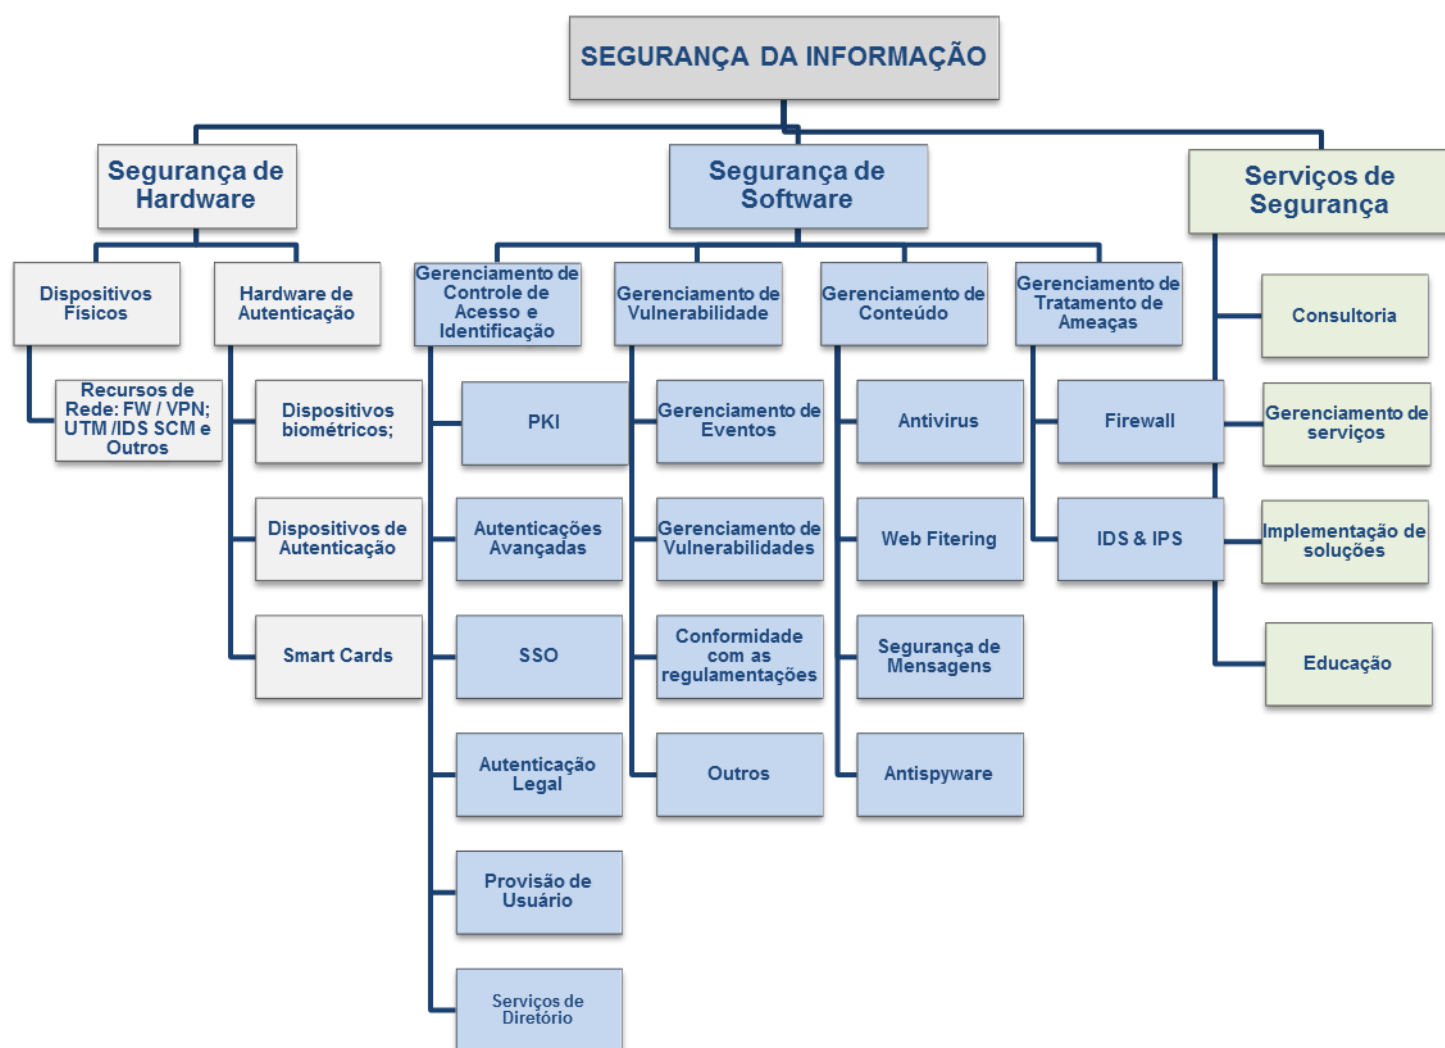 SEGURANÇA DA INFORMAÇÃO
Segurança de
Hardware
Segurança de
Software
Serviços de
Segurança
Dispositivos
Físicos
Hardware de
Autenticação
Gerenciamento de
Controle de
Acesso e
Identificação
Gerenciamento de
Vulnerabilidade
Gerenciamento de
Conteúdo
Gerenciamento de
Tratamento de
Ameaças
Consultoria
Recursos de
Rede: FW / VPN;
UTM /IDS SCM e
Outros
Dispositivos
biométricos;
PKI
Gerenciamento de
Eventos
Antivirus
Firewall
Gerenciamento de
serviços
Dispositivos de
Autenticação
Autenticações
Avançadas
Gerenciamento de
Vulnerabilidades
Web Fitering
IDS & IPS
Implementação de
soluções
Smart Cards
SSO
Conformidade
com as
regulamentações
Segurança de
Mensagens
Educação
Autenticação
Legal
Outros
Antispyware
Provisão de
Usuário
Serviços de
Diretório